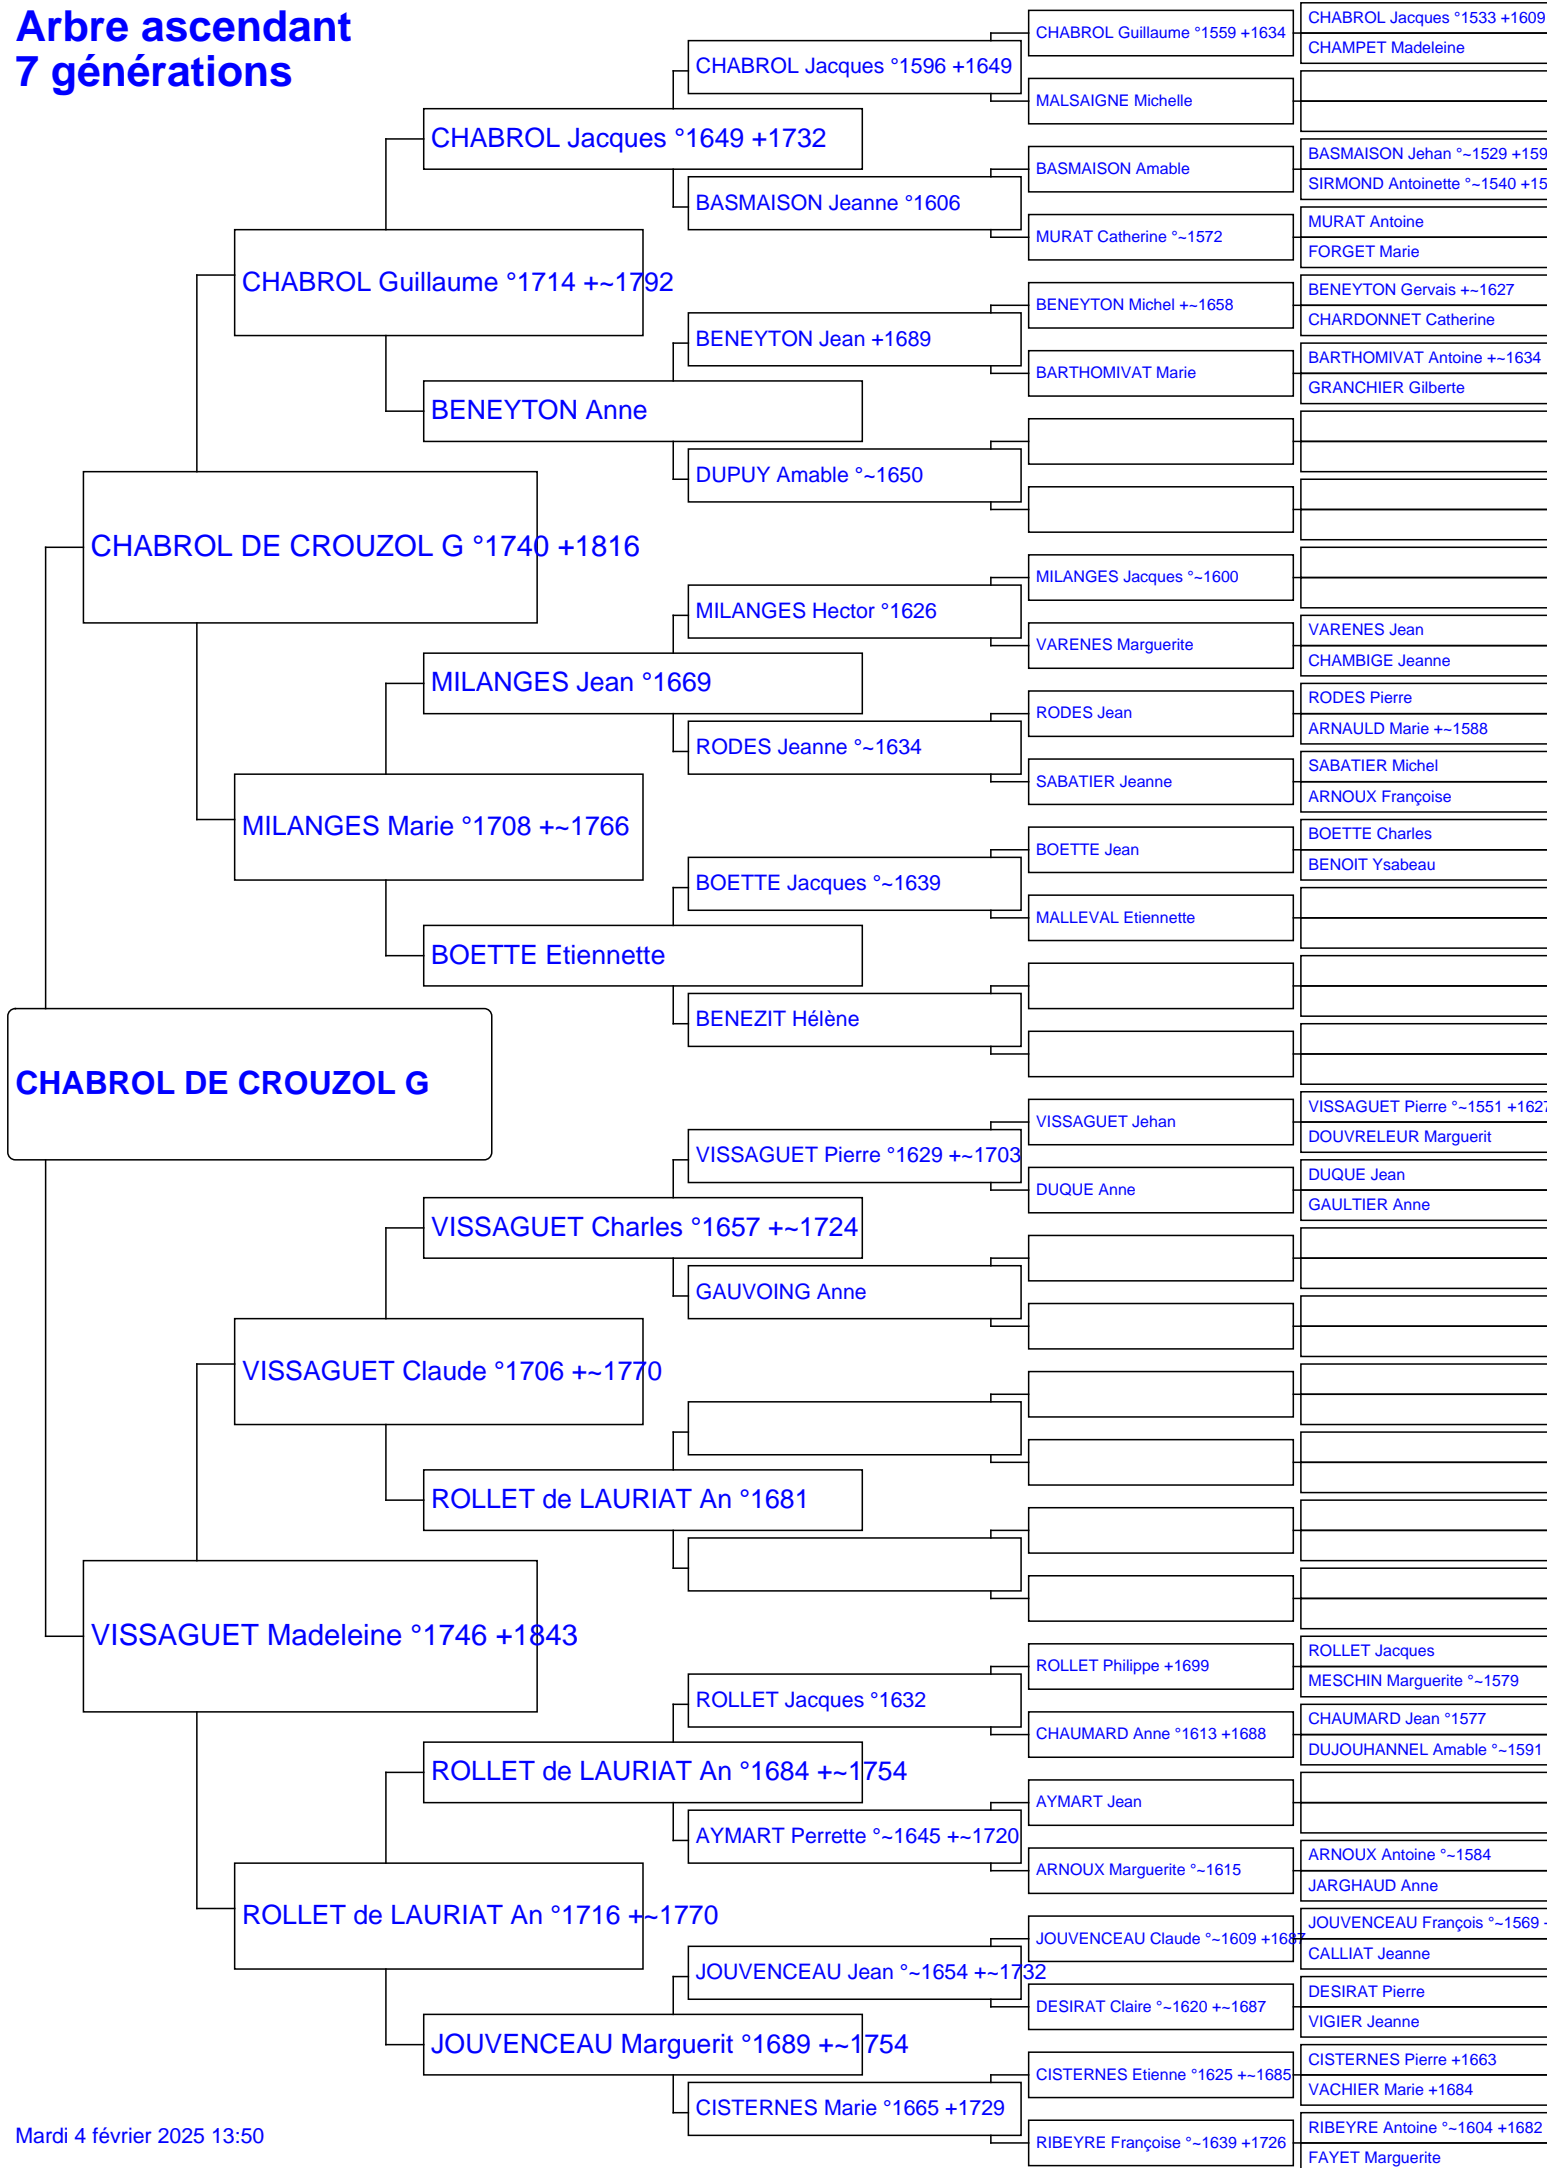 Arbre ascendant
7 générations
CHABROL DE CROUZOL G
CHABROL DE CROUZOL G °1740 +1816
VISSAGUET Madeleine °1746 +1843
CHABROL Guillaume °1714 +~1792
MILANGES Marie °1708 +~1766
VISSAGUET Claude °1706 +~1770
ROLLET de LAURIAT An °1716 +~1770
CHABROL Jacques °1649 +1732
BENEYTON Anne
MILANGES Jean °1669
BOETTE Etiennette
VISSAGUET Charles °1657 +~1724
ROLLET de LAURIAT An °1681
ROLLET de LAURIAT An °1684 +~1754
JOUVENCEAU Marguerit °1689 +~1754
CHABROL Jacques °1596 +1649
BASMAISON Jeanne °1606
BENEYTON Jean +1689
DUPUY Amable °~1650
MILANGES Hector °1626
RODES Jeanne °~1634
BOETTE Jacques °~1639
BENEZIT Hélène
VISSAGUET Pierre °1629 +~1703
GAUVOING Anne
ROLLET Jacques °1632
AYMART Perrette °~1645 +~1720
JOUVENCEAU Jean °~1654 +~1732
CISTERNES Marie °1665 +1729
CHABROL Guillaume °1559 +1634
MALSAIGNE Michelle
BASMAISON Amable
MURAT Catherine °~1572
BENEYTON Michel +~1658
BARTHOMIVAT Marie
MILANGES Jacques °~1600
VARENES Marguerite
RODES Jean
SABATIER Jeanne
BOETTE Jean
MALLEVAL Etiennette
VISSAGUET Jehan
DUQUE Anne
ROLLET Philippe +1699
CHAUMARD Anne °1613 +1688
AYMART Jean
ARNOUX Marguerite °~1615
JOUVENCEAU Claude °~1609 +1687
DESIRAT Claire °~1620 +~1687
CISTERNES Etienne °1625 +~1685
RIBEYRE Françoise °~1639 +1726
CHABROL Jacques °1533 +1609
CHAMPET Madeleine
BASMAISON Jehan °~1529 +159
SIRMOND Antoinette °~1540 +15
MURAT Antoine
FORGET Marie
BENEYTON Gervais +~1627
CHARDONNET Catherine
BARTHOMIVAT Antoine +~1634
GRANCHIER Gilberte
VARENES Jean
CHAMBIGE Jeanne
RODES Pierre
ARNAULD Marie +~1588
SABATIER Michel
ARNOUX Françoise
BOETTE Charles
BENOIT Ysabeau
VISSAGUET Pierre °~1551 +1627
DOUVRELEUR Marguerit
DUQUE Jean
GAULTIER Anne
ROLLET Jacques
MESCHIN Marguerite °~1579
CHAUMARD Jean °1577
DUJOUHANNEL Amable °~1591
ARNOUX Antoine °~1584
JARGHAUD Anne
JOUVENCEAU François °~1569
CALLIAT Jeanne
DESIRAT Pierre
VIGIER Jeanne
CISTERNES Pierre +1663
VACHIER Marie +1684
RIBEYRE Antoine °~1604 +1682
FAYET Marguerite
Mardi 4 février 2025 13:50